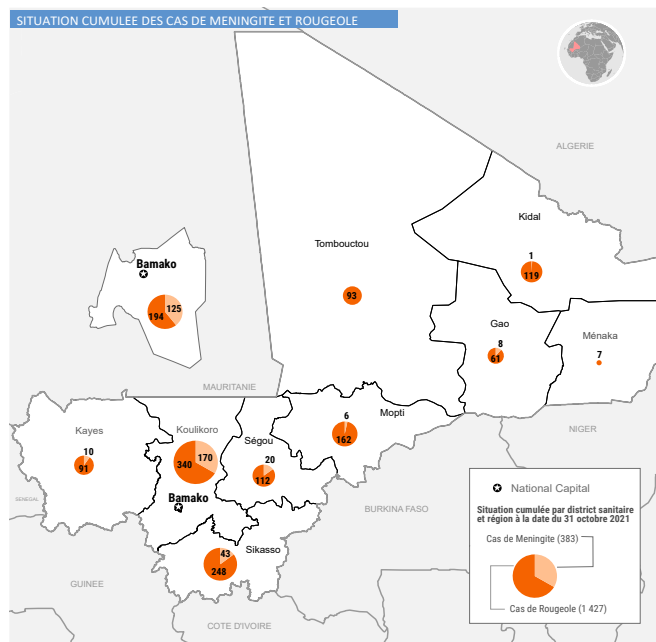 SITUATION CUMULEE DES CAS DE MENINGITE ET ROUGEOLE
ALGERIE
Kidal
1
119
Tombouctou
93
Bamako
125
194
Gao
8
61
Ménaka
7
MAURITANIE
Kayes
10
91
Koulikoro
170
340
Bamako
Ségou
20
112
Mopti
6
162
NIGER
SENEGAL
BURKINA FASO
Sikasso
43
248
GUINEE
COTE D'IVOIRE
National Capital
Situation cumulée par district sanitaire
et région à la date du 31 octobre 2021
Cas de Meningite (383)
Cas de Rougeole (1 427)